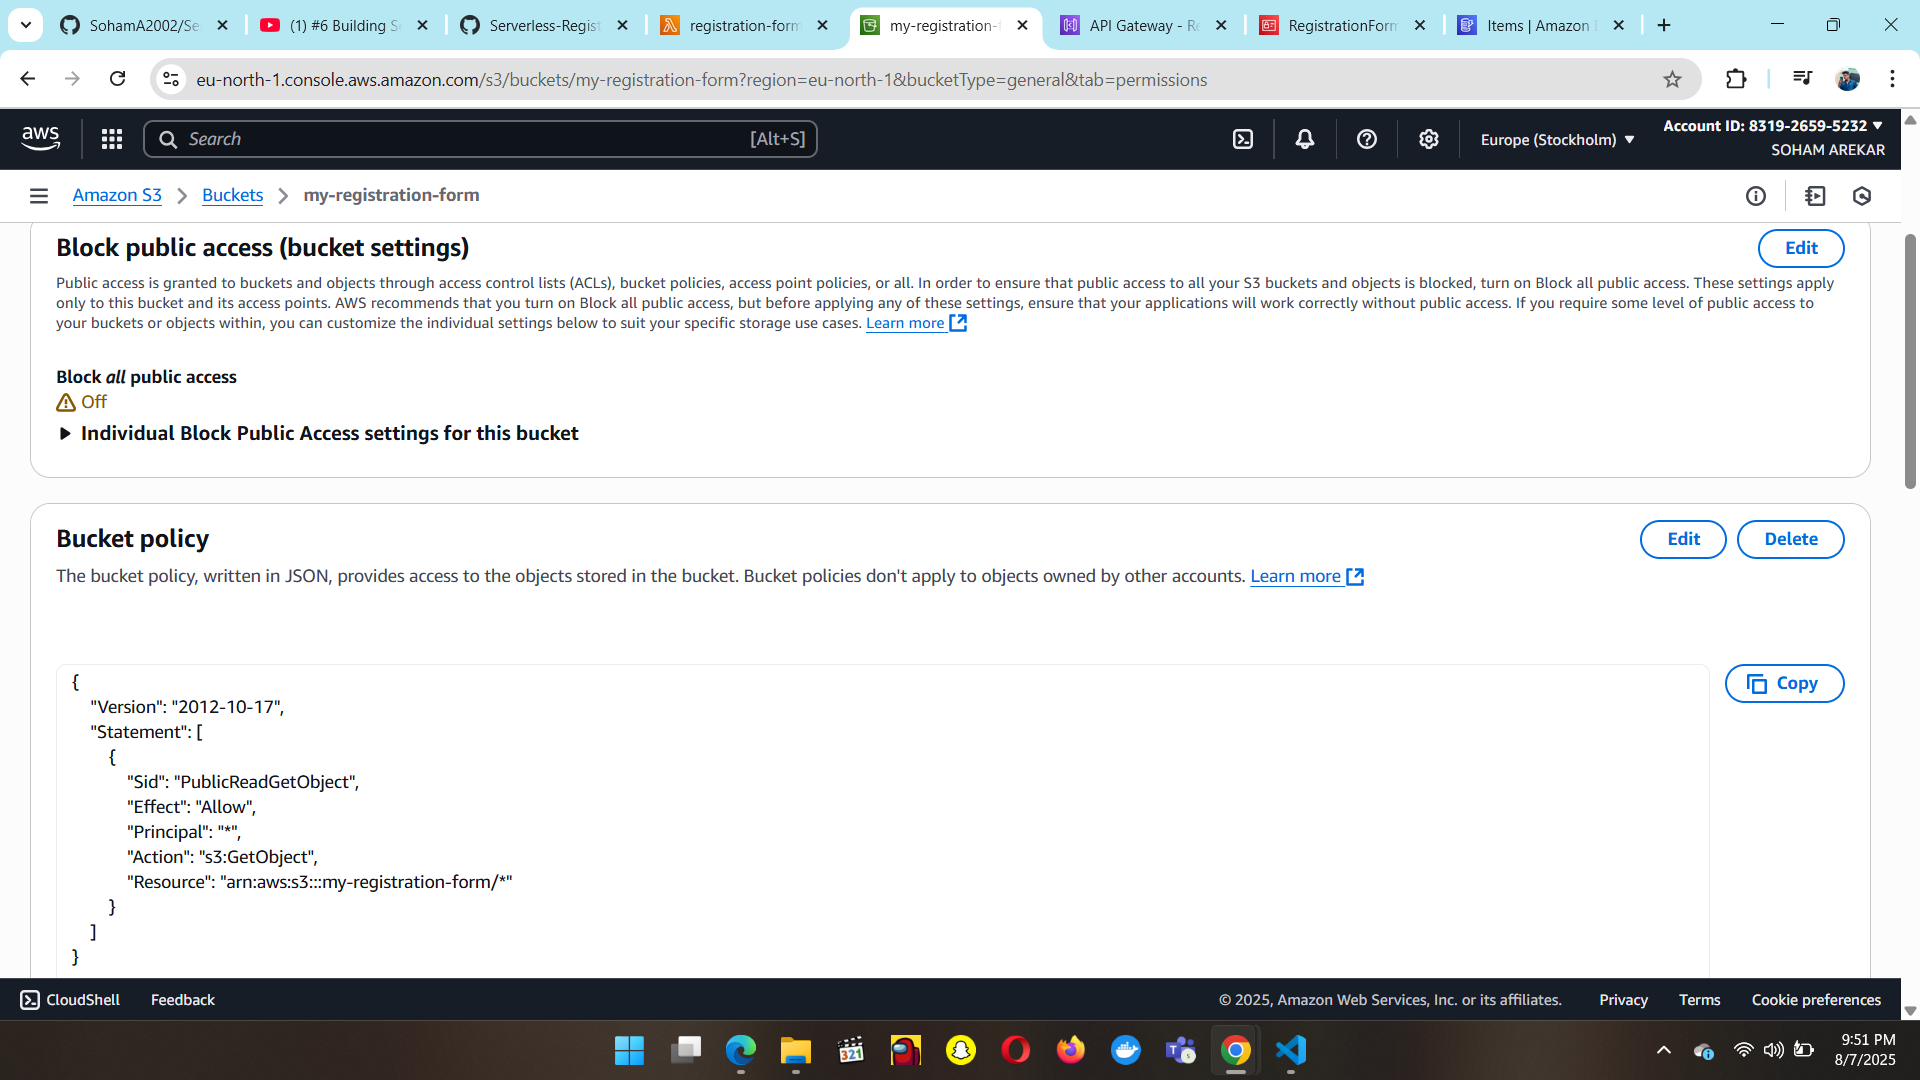 SohamA2002/Se
(1) #6 Building Se
Serverless-Regist
registration-form
my-registration-f
API Gateway - Re
RegistrationForm
Items | Amazon
eu-north-1.console.aws.amazon.com/s3/buckets/my-registration-form?region=eu-north-1&bucketType=general&tab=permissions
aws
Search
[Alt+S]
Europe (Stockholm)
Account ID: 8319-2659-5232
SOHAM AREKAR
Amazon S3
Buckets
my-registration-form
Block public access (bucket settings)
Edit
Public access is granted to buckets and objects through access control lists (ACLs), bucket policies, access point policies, or all. In order to ensure that public access to all your S3 buckets and objects is blocked, turn on Block all public access. These settings apply
only to this bucket and its access points. AWS recommends that you turn on Block all public access, but before applying any of these settings, ensure that your applications will work correctly without public access. If you require some level of public access to
your buckets or objects within, you can customize the individual settings below to suit your specific storage use cases. Learn more
Block all public access
Off
Individual Block Public Access settings for this bucket
Bucket policy
Edit
Delete
The bucket policy, written in JSON, provides access to the objects stored in the bucket. Bucket policies don't apply to objects owned by other accounts. Learn more
Copy
{
"Version": "2012-10-17",
"Statement": [
{
"Sid": "PublicReadGetObject",
"Effect": "Allow",
"Principal": "*",
"Action": "s3:GetObject",
"Resource": "arn:aws:s3:::my-registration-form/*"
}
]
}
CloudShell
Feedback
© 2025, Amazon Web Services, Inc. or its affiliates.
Privacy
Terms
Cookie preferences
321
9:51 PM
8/7/2025